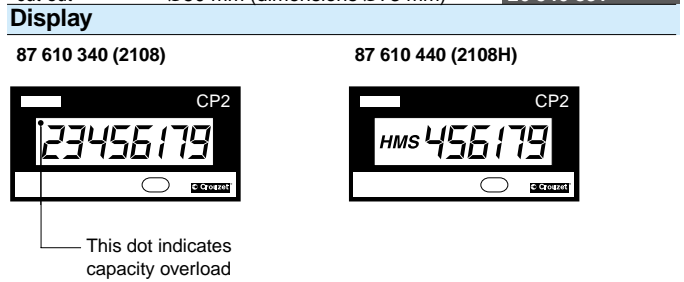 Display
87 610 340 (2108)
87 610 440 (2108H)
CP2
CP2
23456179
HMS 456179
© Crouzet
© Crouzet
This dot indicates
capacity overload